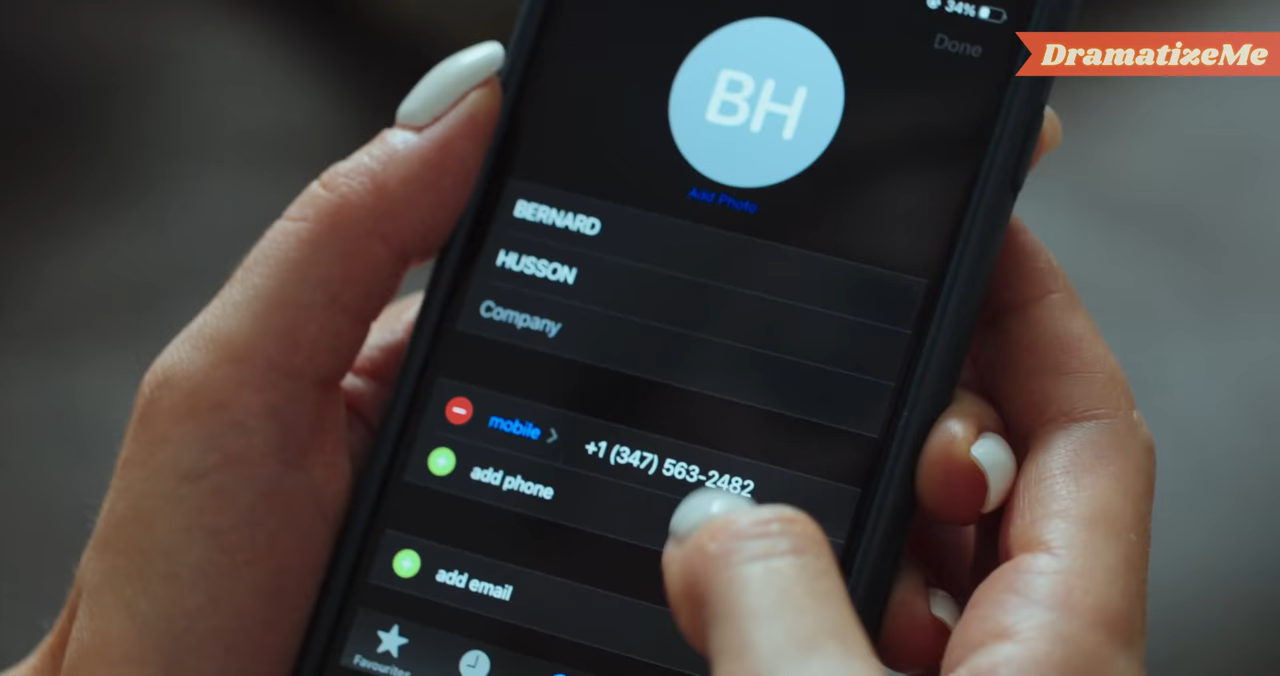 34%
Done
DramatizeMe
BH
Add Photo
BERNARD
HUSSON
Company
mobile
+1 (347) 563-2482
add phone
add email
Favourites